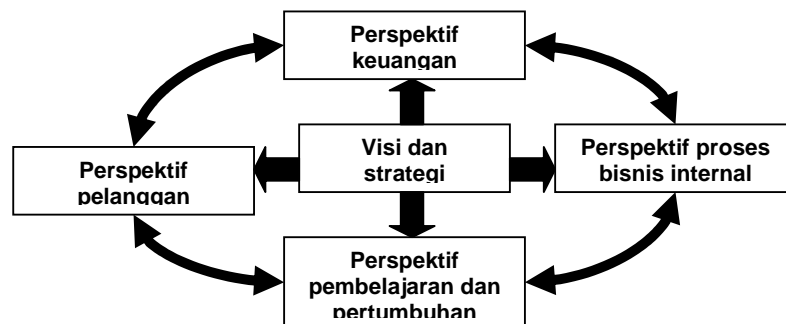 Perspektif
keuangan
Visi dan
strategi
Perspektif
pelanggan
Perspektif proses
bisnis internal
Perspektif
pembelajaran dan
pertumbuhan